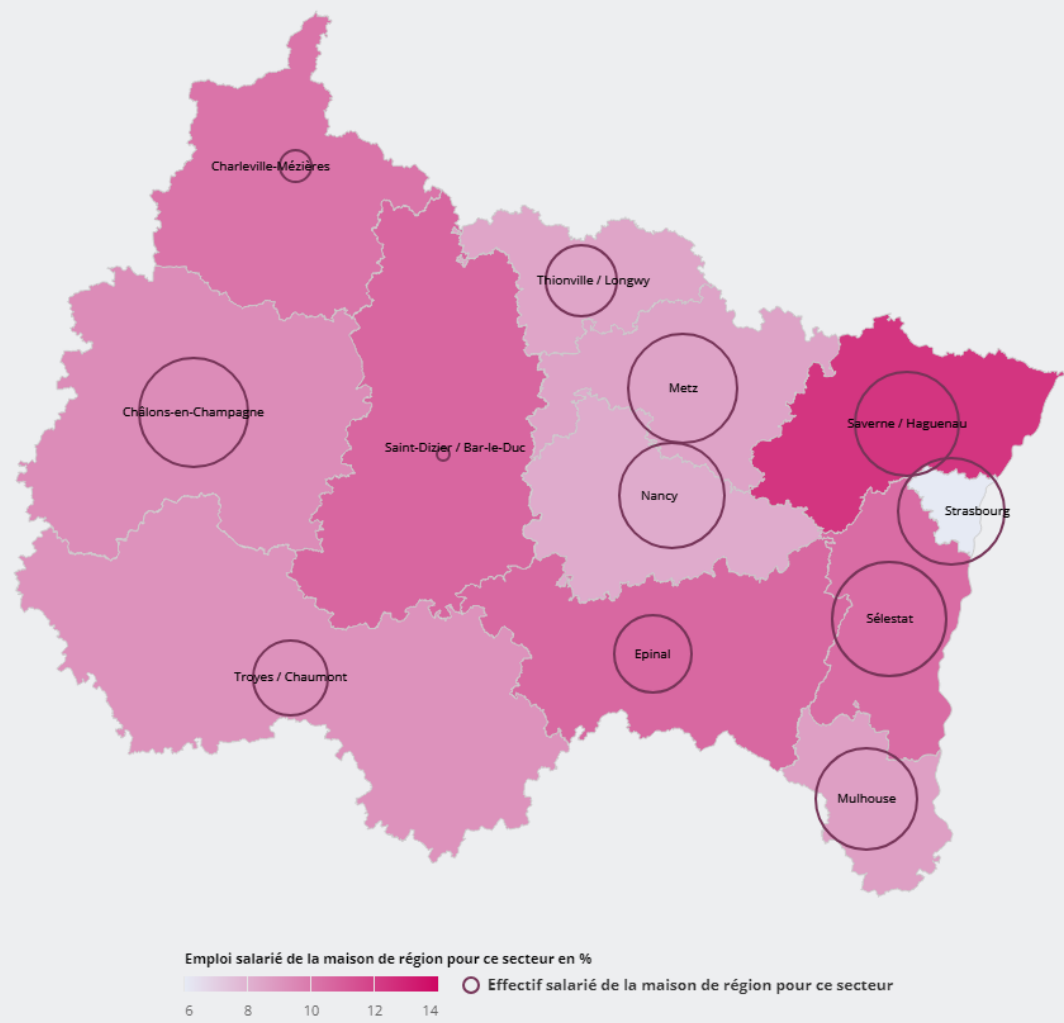 Charleville-Mézières
Thionville / Longwy
Metz
Châlons-en-Champagne
Saverne / Haguenau
Saint-Dizier / Bar-le-Duc
Nancy
Strasbourg
Sélestat
Epinal
Troyes / Chaumont
Mulhouse
Emploi salarié de la maison de région pour ce secteur en %
Effectif salarié de la maison de région pour ce secteur
6 8 10 12 14